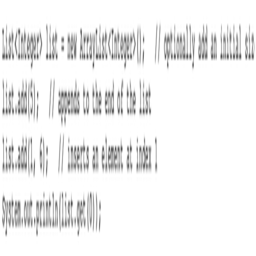 List<Integer> list = new ArrayList<Integer>(); // optionally add an initial siz
list.add(5); // appends to the end of the list
list.add(1, 6); // inserts an element at index 1
System.out.println(list.get(0));